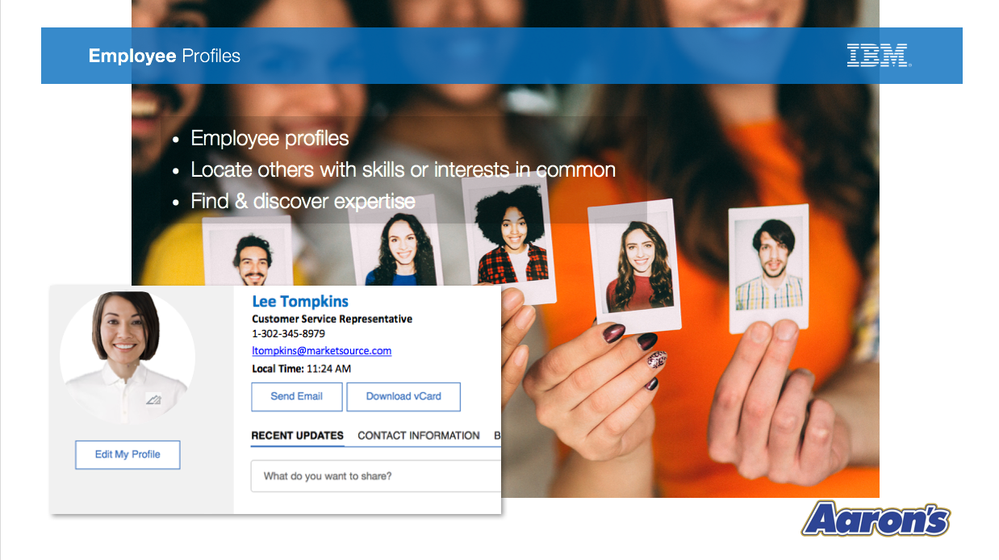 Employee Profiles
IBM
• Employee profiles
• Locate others with skills or interests in common
• Find & discover expertise
Lee Tompkins
Customer Service Representative
1-302-345-8979
ltompkins@marketsource.com
Local Time: 11:24 AM
Send Email Download vCard
Edit My Profile
RECENT UPDATES CONTACT INFORMATION B
What do you want to share?
Aaron's